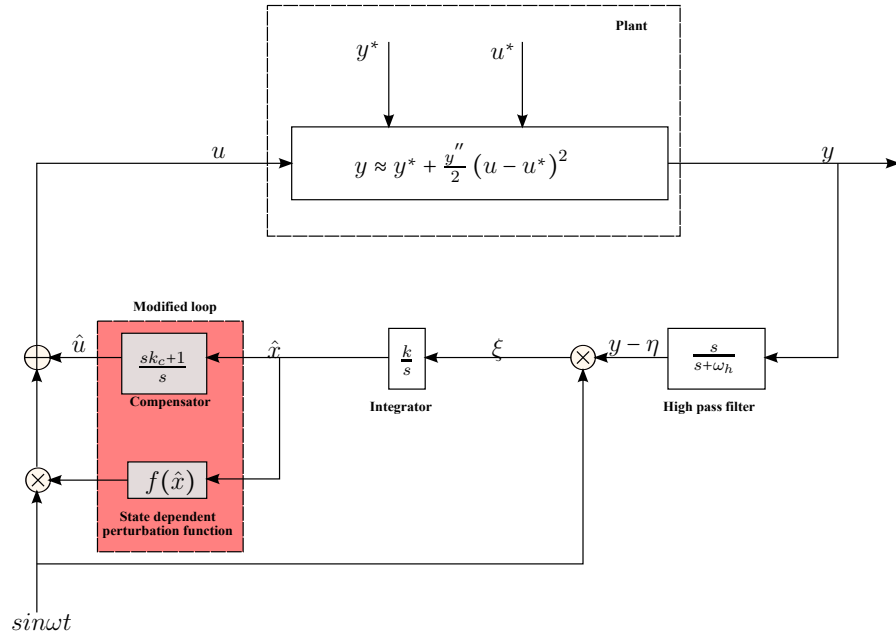 Plant
y* u*
u
y ≈ y* + y''/2 (u − u*)²
y
Modified loop
û
sk_c+1/s
Compensator
x̂
k/s
Integrator
ξ
×
y − η
s/s+ω_h
High pass filter
×
f(x̂)
State dependent
perturbation function
sinωt